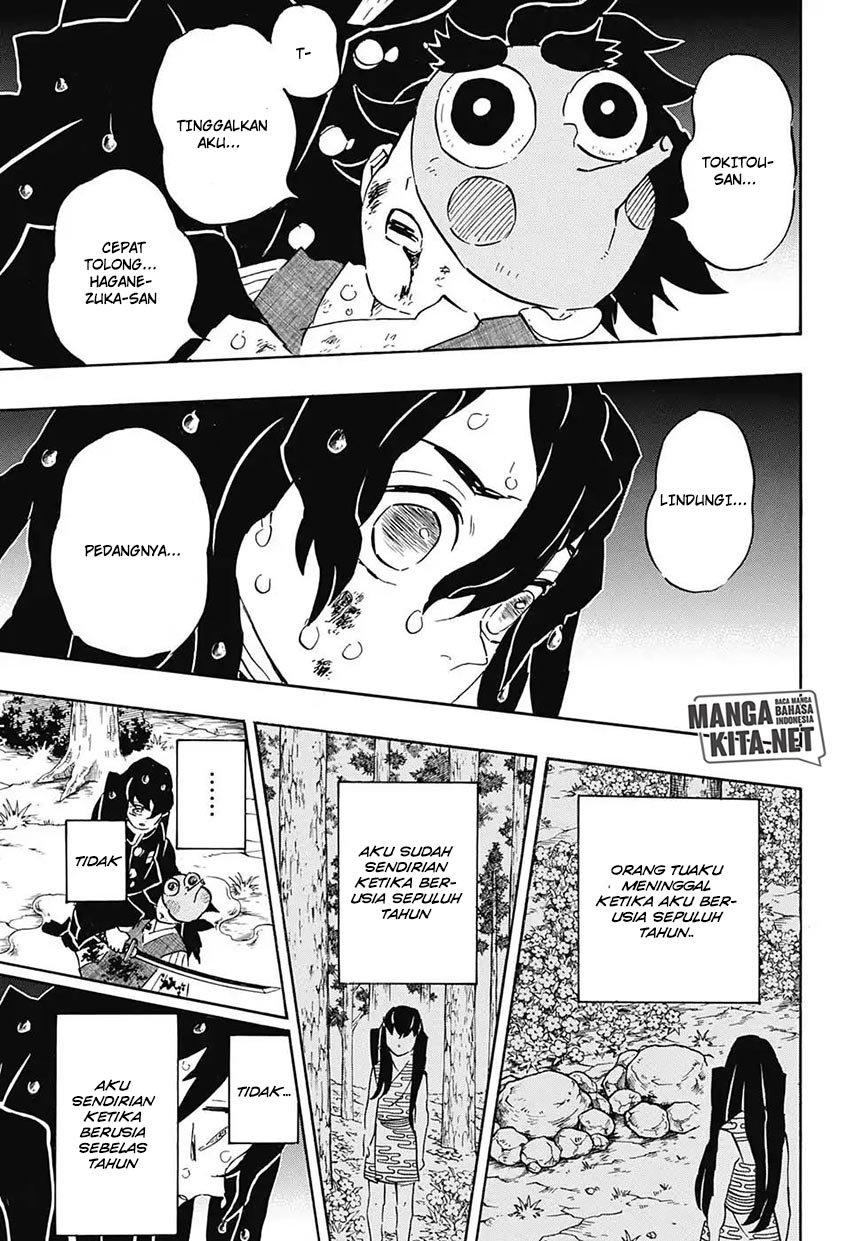 TOKITOU-
SAN...
T-
TINGGALKAN
AKU...
CEPAT
TOLONG...
HAGANE-
ZUKA-SAN
LINDUNGI...
PEDANGNYA...
MANGA
KITA.NET
BACA MANGA
BAHASA
INDONESIA
ORANG TUAKU
MENINGGAL
KETIKA AKU BER-
USIA SEPULUH
TAHUN..
AKU SUDAH
SENDIRIAN
KETIKA BER-
USIA SEPULUH
TAHUN
......
TIDAK
TIDAK...
AKU
SENDIRIAN
KETIKA
BERUSIA
SEBELAS
TAHUN